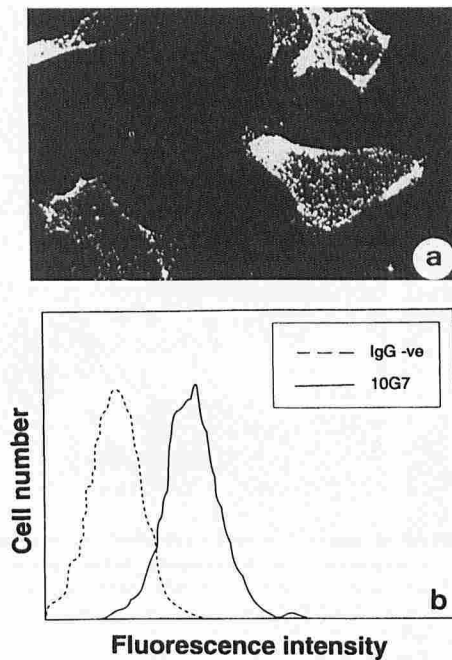 a
IgG -ve
10G7
Cell number
b
Fluorescence intensity